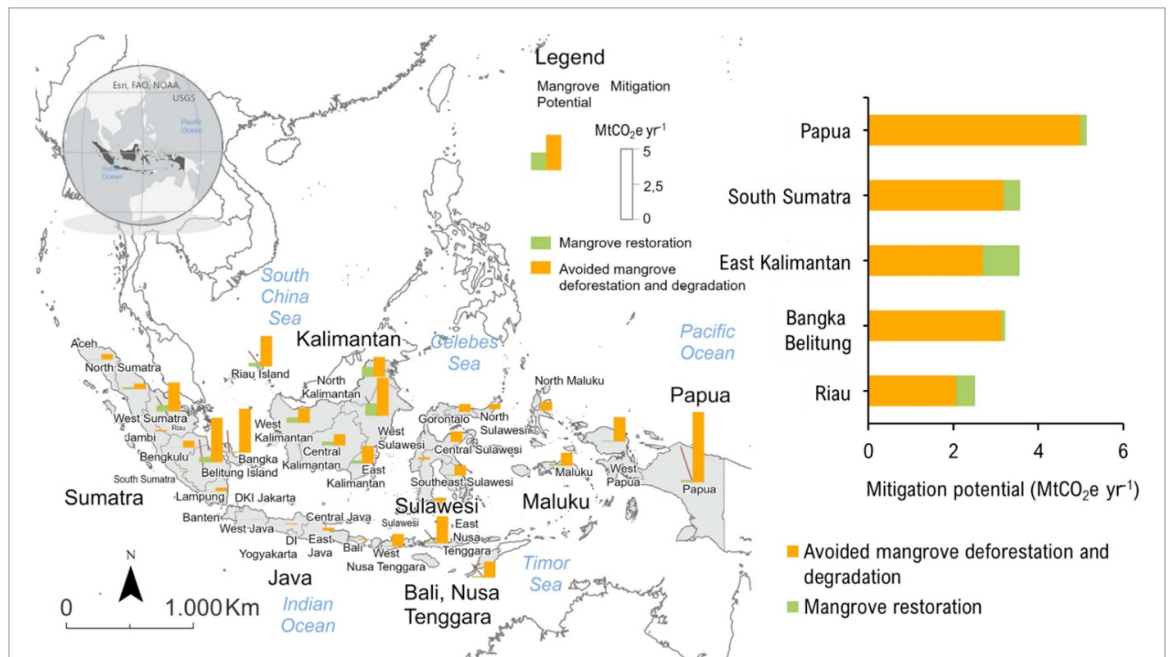 Esri, FAO, NOAA,
USGS
Pacific
Ocean
Indian
Ocean
Legend
Mangrove Mitigation
Potential
MtCO₂e yr⁻¹
5
2,5
0
Mangrove restoration
Avoided mangrove
deforestation and degradation
South
China
Sea
Kalimantan
Celebes
Sea
Pacific
Ocean
Aceh
North Sumatra
Riau Island
North
Kalimantan
North Maluku
Papua
West Sumatra
Riau
Jambi
Bengkulu
South Sumatra
Lampung
Belitung Island
Bangka
West
Kalimantan
Central
Kalimantan
East
Kalimantan
West
Sulawesi
Gorontalo
North
Sulawesi
Central Sulawesi
Southeast Sulawesi
Maluku
West
Papua
Papua
Sumatra
DKI Jakarta
Sulawesi
Maluku
Banten
West Java
Central Java
DI
Yogyakarta
East
Java
Bali
West
Nusa Tenggara
Sulawesi
East
Nusa
Tenggara
Timor
Sea
N
Java
Bali, Nusa
Tenggara
0 1.000Km
Indian
Ocean
Papua
South Sumatra
East Kalimantan
Bangka
Belitung
Riau
0 2 4 6
Mitigation potential (MtCO₂e yr⁻¹)
Avoided mangrove deforestation and
degradation
Mangrove restoration